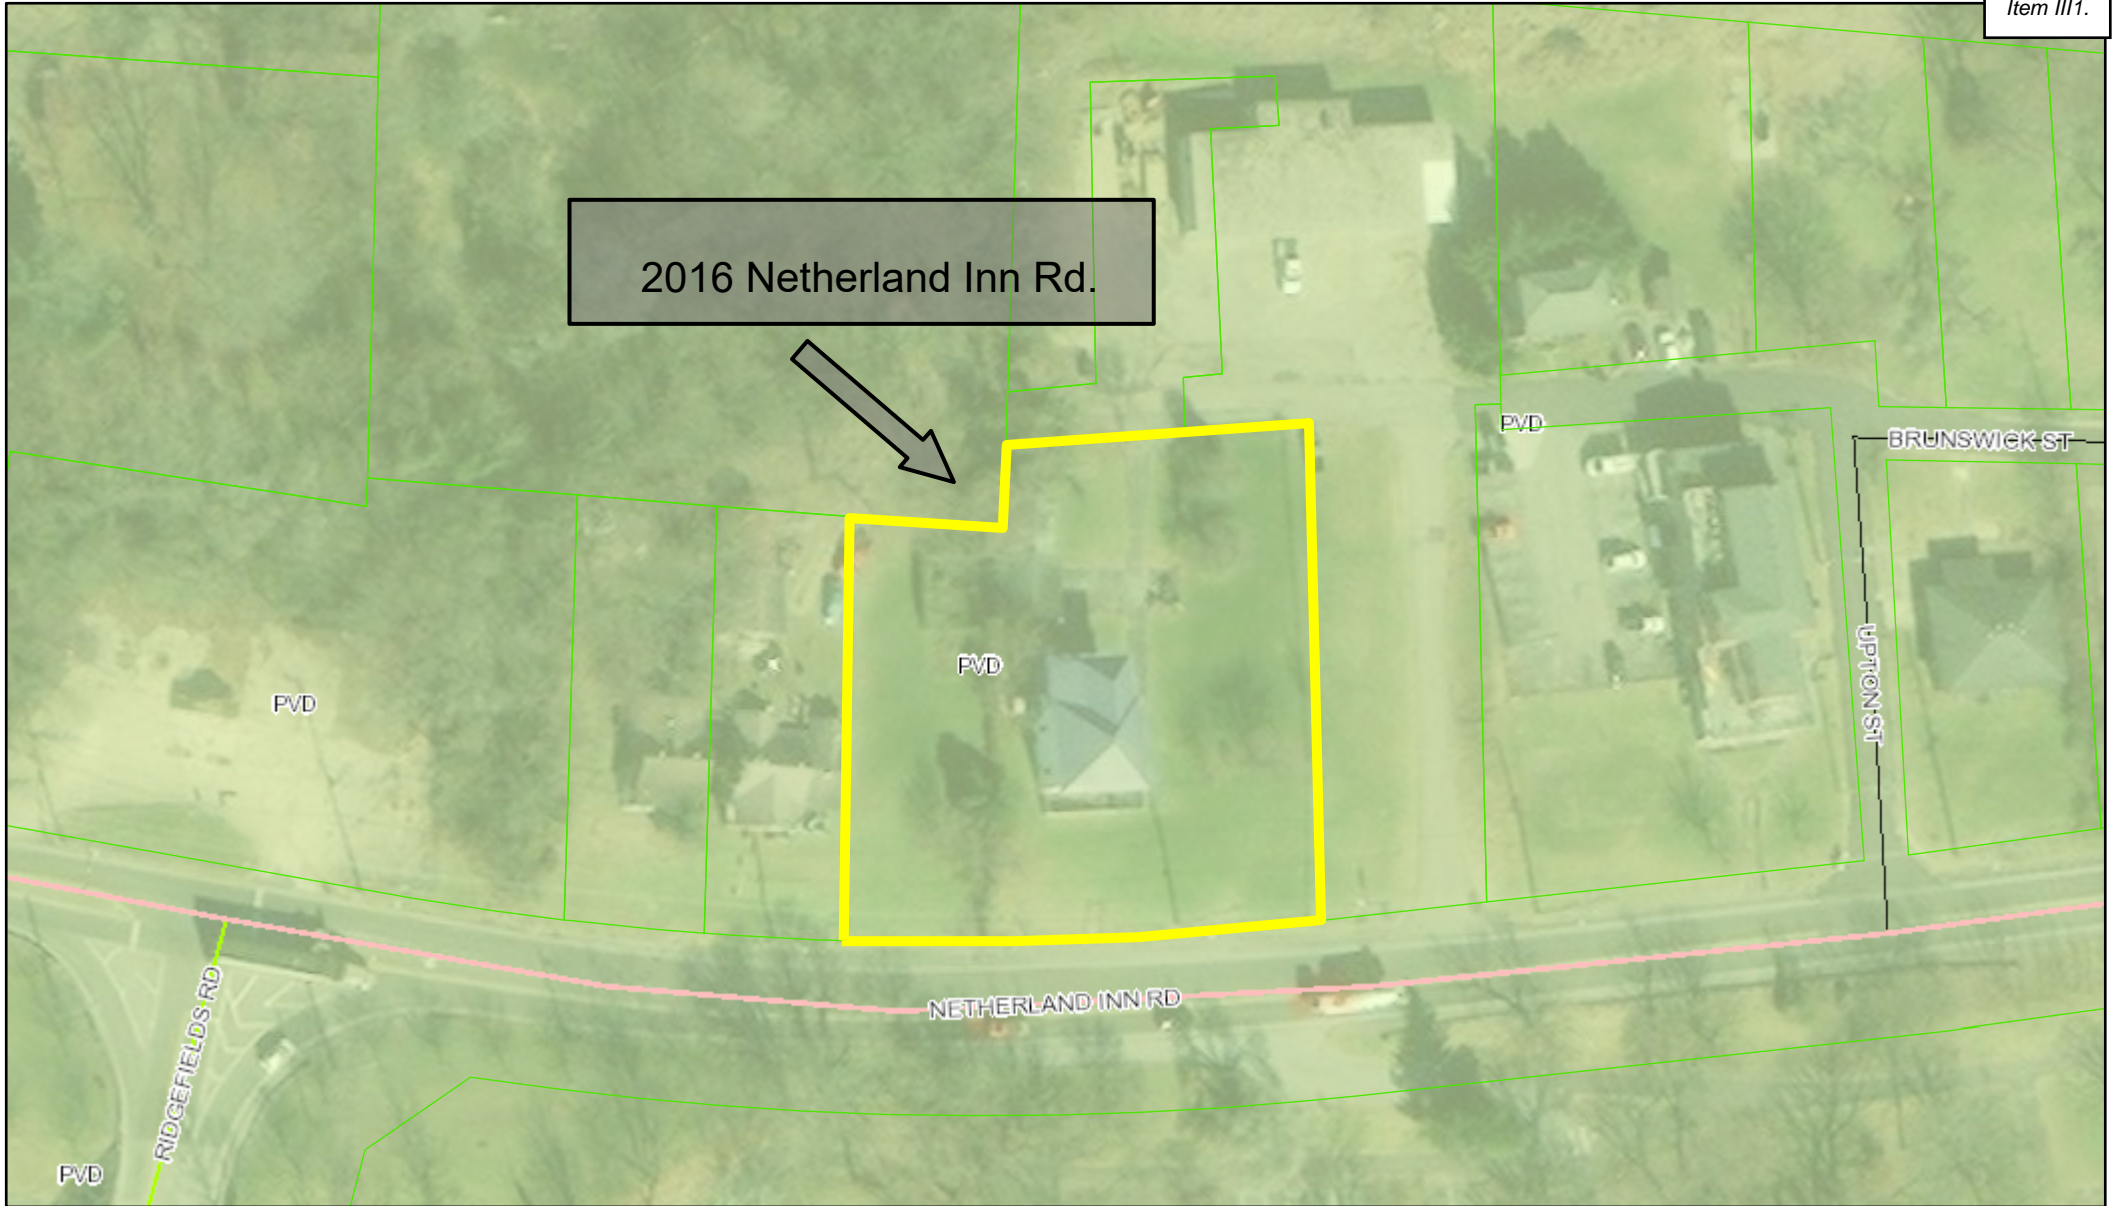 Item III1.
2016 Netherland Inn Rd.
PVD
BRUNSWICK ST
PVD
UPTON ST
PVD
NETHERLAND INN RD
RIDGEFIELDS RD
PVD